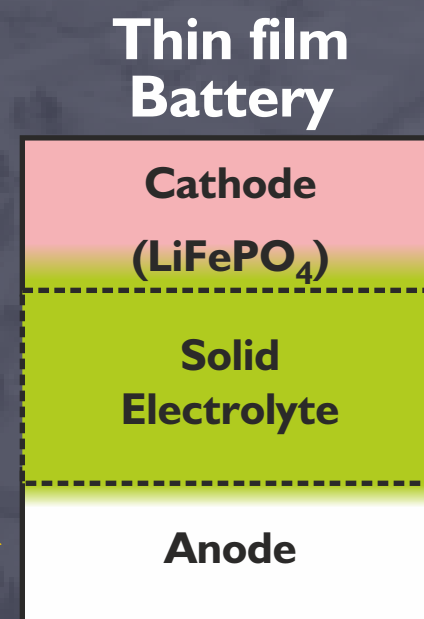 Thin film
Battery
Cathode
(LiFePO₄)
Solid
Electrolyte
Anode